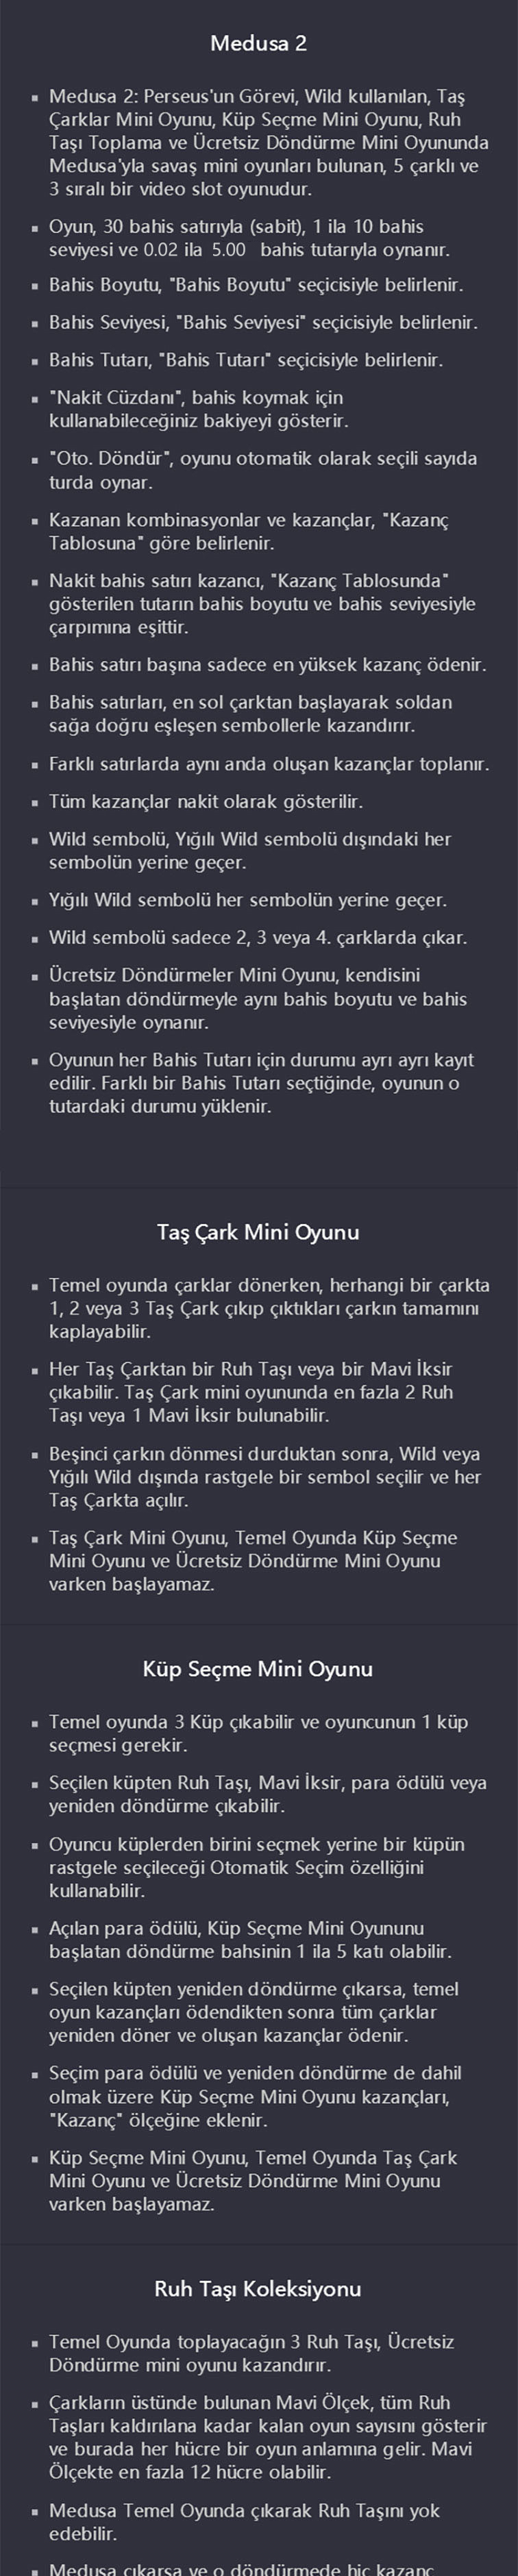 Medusa 2
▪ Medusa 2: Perseus'un Görevi, Wild kullanılan, Taş
Çarklar Mini Oyunu, Küp Seçme Mini Oyunu, Ruh
Taşı Toplama ve Ücretsiz Döndürme Mini Oyununda
Medusa'yla savaş mini oyunları bulunan, 5 çarklı ve
3 sıralı bir video slot oyunudur.
▪ Oyun, 30 bahis satırıyla (sabit), 1 ila 10 bahis
seviyesi ve 0.02 ila 5.00 bahis tutarıyla oynanır.
▪ Bahis Boyutu, "Bahis Boyutu" seçicisiyle belirlenir.
▪ Bahis Seviyesi, "Bahis Seviyesi" seçicisiyle belirlenir.
▪ Bahis Tutarı, "Bahis Tutarı" seçicisiyle belirlenir.
▪ "Nakit Cüzdanı", bahis koymak için
kullanabileceğiniz bakiyeyi gösterir.
▪ "Oto. Döndür", oyunu otomatik olarak seçili sayıda
turda oynar.
▪ Kazanan kombinasyonlar ve kazançlar, "Kazanç
Tablosuna" göre belirlenir.
▪ Nakit bahis satırı kazancı, "Kazanç Tablosunda"
gösterilen tutarın bahis boyutu ve bahis seviyesiyle
çarpımına eşittir.
▪ Bahis satırı başına sadece en yüksek kazanç ödenir.
▪ Bahis satırları, en sol çarktan başlayarak soldan
sağa doğru eşleşen sembollerle kazandırır.
▪ Farklı satırlarda aynı anda oluşan kazançlar toplanır.
▪ Tüm kazançlar nakit olarak gösterilir.
▪ Wild sembolü, Yığılı Wild sembolü dışındaki her
sembolün yerine geçer.
▪ Yığılı Wild sembolü her sembolün yerine geçer.
▪ Wild sembolü sadece 2, 3 veya 4. çarklarda çıkar.
▪ Ücretsiz Döndürmeler Mini Oyunu, kendisini
başlatan döndürmeyle aynı bahis boyutu ve bahis
seviyesiyle oynanır.
▪ Oyunun her Bahis Tutarı için durumu ayrı ayrı kayıt
edilir. Farklı bir Bahis Tutarı seçtiğinde, oyunun o
tutardaki durumu yüklenir.
Taş Çark Mini Oyunu
▪ Temel oyunda çarklar dönerken, herhangi bir çarkta
1, 2 veya 3 Taş Çark çıkıp çıktıkları çarkın tamamını
kaplayabilir.
▪ Her Taş Çarktan bir Ruh Taşı veya bir Mavi İksir
çıkabilir. Taş Çark mini oyununda en fazla 2 Ruh
Taşı veya 1 Mavi İksir bulunabilir.
▪ Beşinci çarkın dönmesi durduktan sonra, Wild veya
Yığılı Wild dışında rastgele bir sembol seçilir ve her
Taş Çarkta açılır.
▪ Taş Çark Mini Oyunu, Temel Oyunda Küp Seçme
Mini Oyunu ve Ücretsiz Döndürme Mini Oyunu
varken başlayamaz.
Küp Seçme Mini Oyunu
▪ Temel oyunda 3 Küp çıkabilir ve oyuncunun 1 küp
seçmesi gerekir.
▪ Seçilen küpten Ruh Taşı, Mavi İksir, para ödülü veya
yeniden döndürme çıkabilir.
▪ Oyuncu küplerden birini seçmek yerine bir küpün
rastgele seçileceği Otomatik Seçim özelliğini
kullanabilir.
▪ Açılan para ödülü, Küp Seçme Mini Oyununu
başlatan döndürme bahsinin 1 ila 5 katı olabilir.
▪ Seçilen küpten yeniden döndürme çıkarsa, temel
oyun kazançları ödendikten sonra tüm çarklar
yeniden döner ve oluşan kazançlar ödenir.
▪ Seçim para ödülü ve yeniden döndürme de dahil
olmak üzere Küp Seçme Mini Oyunu kazançları,
"Kazanç" ölçeğine eklenir.
▪ Küp Seçme Mini Oyunu, Temel Oyunda Taş Çark
Mini Oyunu ve Ücretsiz Döndürme Mini Oyunu
varken başlayamaz.
Ruh Taşı Koleksiyonu
▪ Temel Oyunda toplayacağın 3 Ruh Taşı, Ücretsiz
Döndürme mini oyunu kazandırır.
▪ Çarkların üstünde bulunan Mavi Ölçek, tüm Ruh
Taşları kaldırılana kadar kalan oyun sayısını gösterir
ve burada her hücre bir oyun anlamına gelir. Mavi
Ölçekte en fazla 12 hücre olabilir.
▪ Medusa Temel Oyunda çıkarak Ruh Taşını yok
edebilir.
▪ Medusa çıkarsa ve o döndürmede hiç kazanç